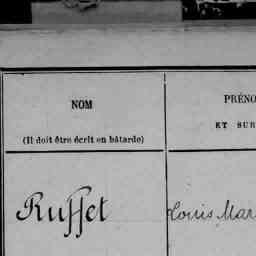 NOM
PRÉNO
ET SUR
(Il doit être écrit en bâtarde)
Ruffet
Louis Mar